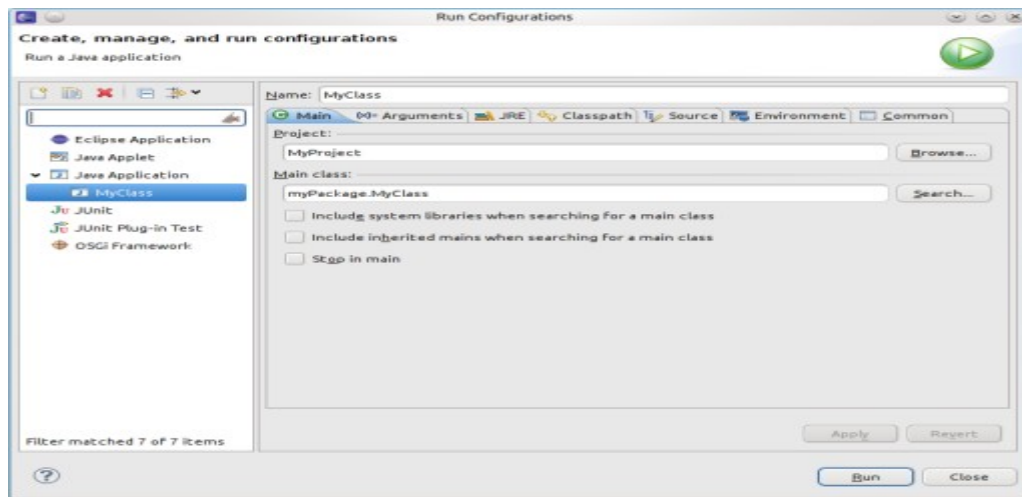 Run Configurations
Create, manage, and run configurations
Run a Java application
Name: MyClass
Main (x)= Arguments JRE Classpath Source Environment Common
Eclipse Application
Java Applet
Java Application
MyClass
JUnit
JUnit Plug-in Test
OSGi Framework
Project:
MyProject Browse...
Main class:
myPackage.MyClass Search...
Include system libraries when searching for a main class
Include inherited mains when searching for a main class
Stop in main
Filter matched 7 of 7 items
Apply Revert
Run Close